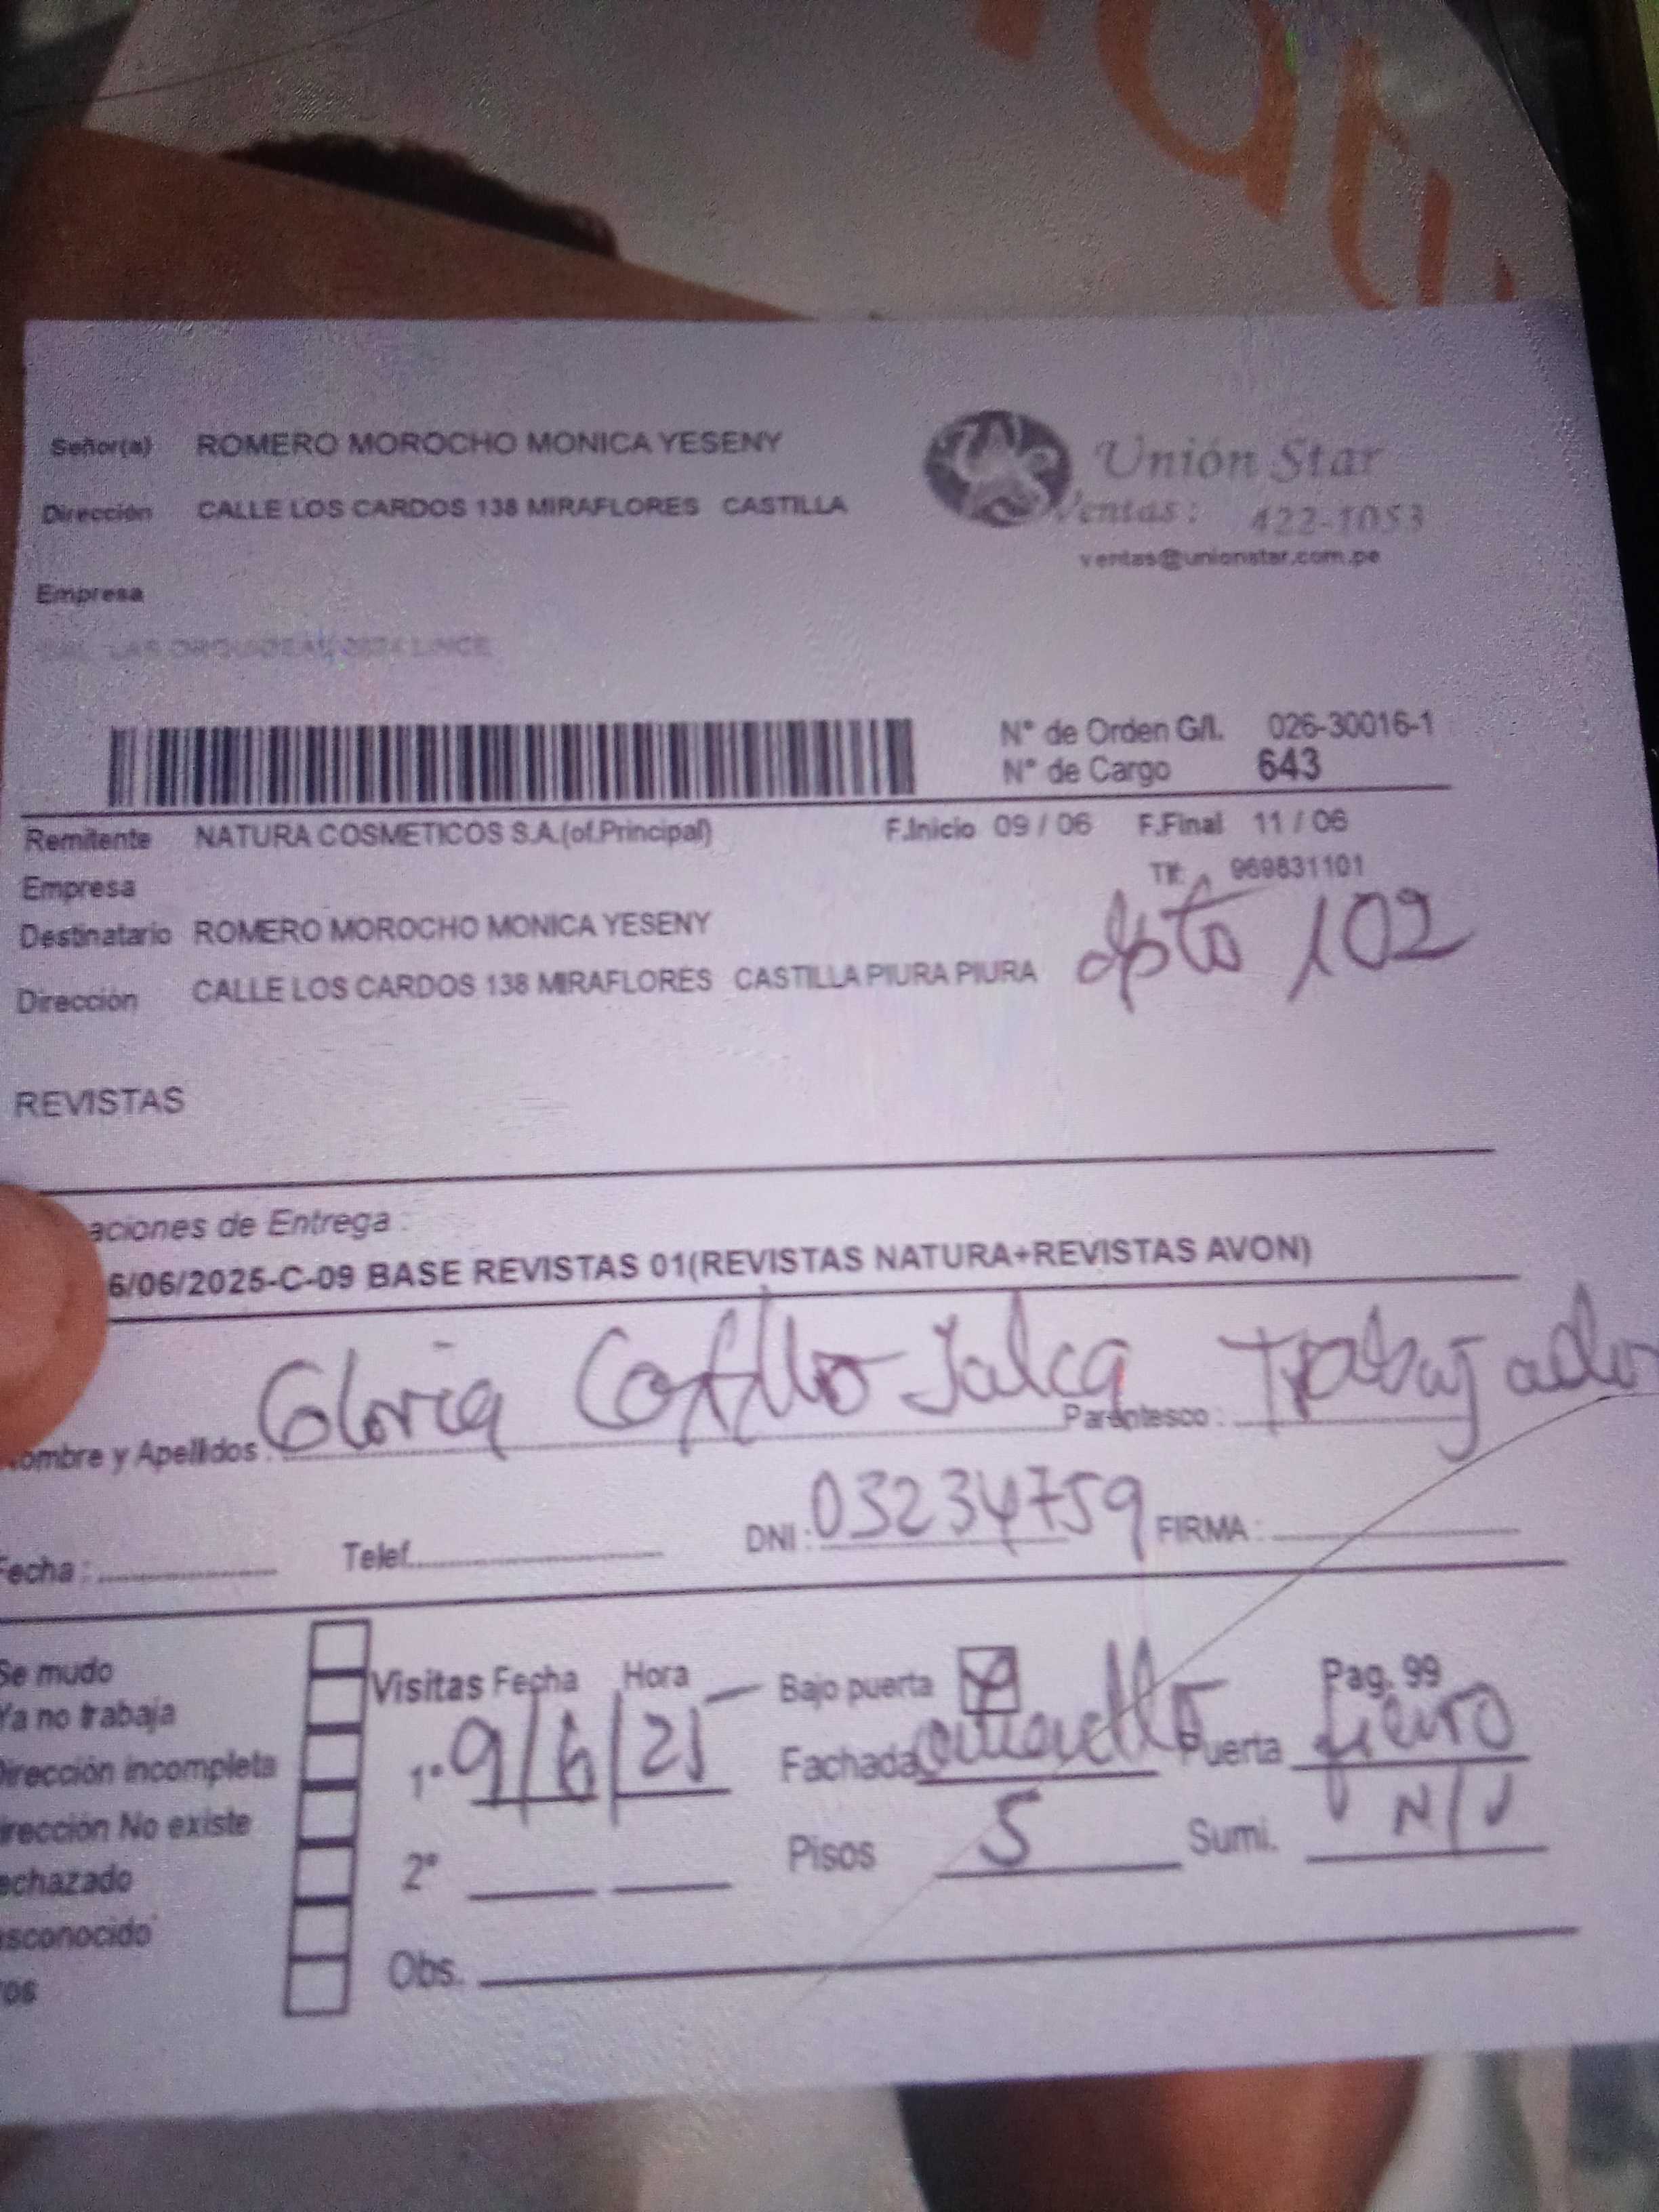 Señor(a) ROMERO MOROCHO MONICA YESENY
Unión Star
Dirección CALLE LOS CARDOS 138 MIRAFLORES CASTILLA
Ventas: 422-1053
ventas@unionstar.com.pe
Empresa
N° de Orden G/I. 026-30016-1
N° de Cargo 643
Remitente NATURA COSMETICOS S.A.(of.Principal) F.Inicio 09 / 06 F.Final 11 / 06
Empresa Tlf: 969831101
Destinatario ROMERO MOROCHO MONICA YESENY
dpto 102
Dirección CALLE LOS CARDOS 138 MIRAFLORES CASTILLA PIURA PIURA
REVISTAS
aciones de Entrega :
6/06/2025-C-09 BASE REVISTAS 01(REVISTAS NATURA+REVISTAS AVON)
ombre y Apellidos : Gloria Jalca Parentesco : Trabajador
Fecha : Telef. DNI : 03234759 FIRMA :
Se mudo
Ya no trabaja
irección incompleta
irección No existe
echazado
sconocido
ros
Visitas Fecha Hora Bajo puerta Pag. 99
1° 9/6/25 Fachada Puerta fierro
2° Pisos 5 Sumi. N/V
Obs.